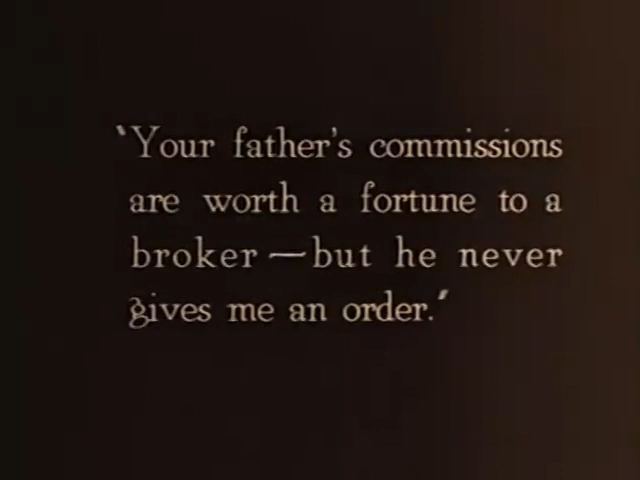 "Your father's commissions
are worth a fortune to a
broker—but he never
gives me an order."